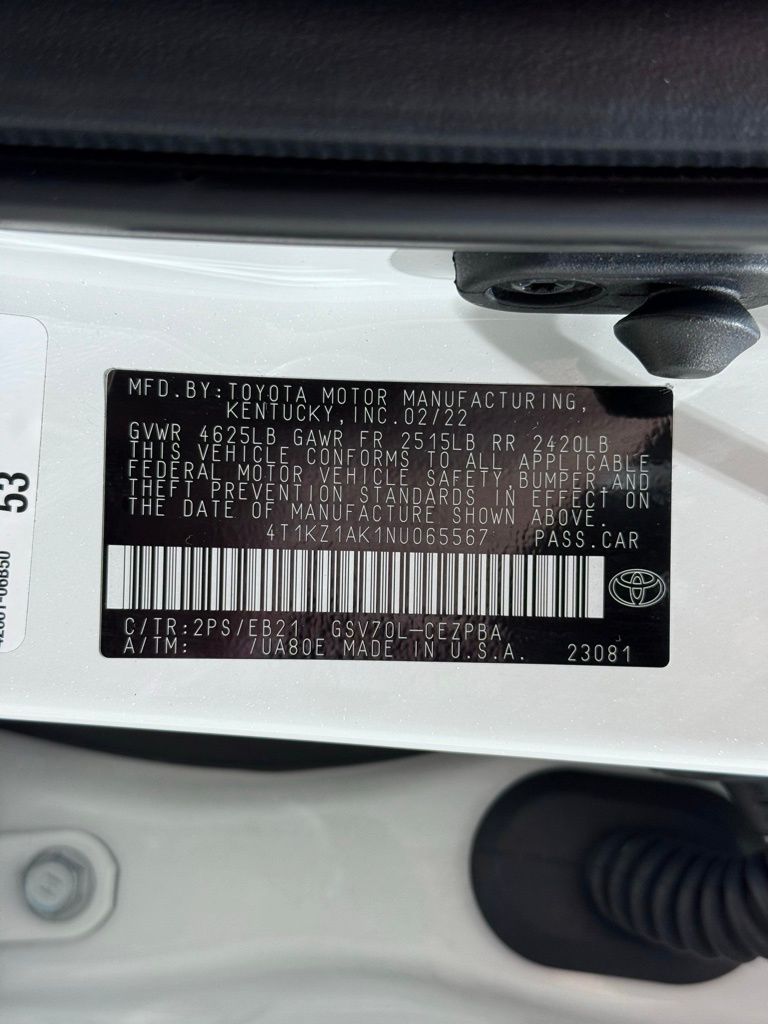 MFD.BY:TOYOTA MOTOR MANUFACTURING,
KENTUCKY, INC. 02/22
GVWR 4625LB GAWR FR 2515LB RR 2420LB
THIS VEHICLE CONFORMS TO ALL APPLICABLE
FEDERAL MOTOR VEHICLE SAFETY, BUMPER, AND
THEFT PREVENTION STANDARDS IN EFFECT ON
THE DATE OF MANUFACTURE SHOWN ABOVE.
4T1KZ1AK1NU065567 PASS.CAR
C/TR:2PS/EB21 GSV70L-CEZPBA
A/TM: /UA80E MADE IN U.S.A. 23081
53